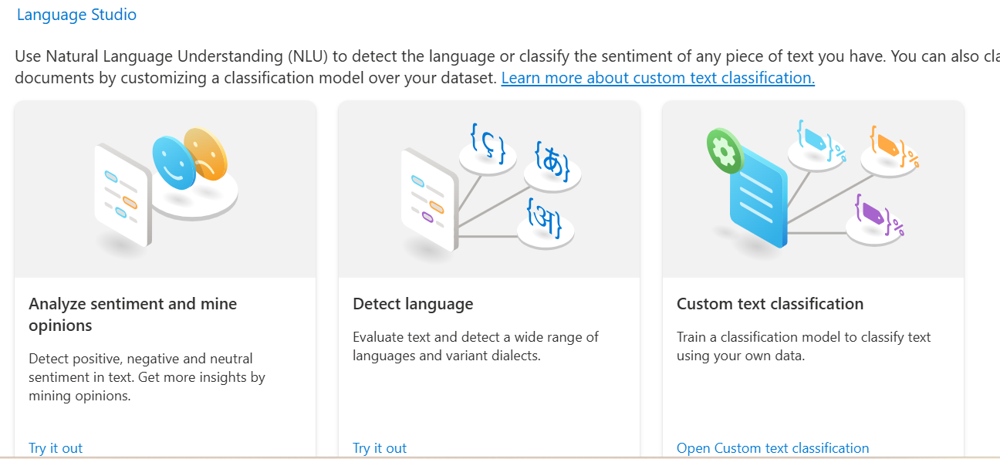 Language Studio
Use Natural Language Understanding (NLU) to detect the language or classify the sentiment of any piece of text you have. You can also cla
documents by customizing a classification model over your dataset. Learn more about custom text classification.
{ç}
{あ}
{अ}
%
%
%
Analyze sentiment and mine
opinions
Detect positive, negative and neutral
sentiment in text. Get more insights by
mining opinions.
Try it out
Detect language
Evaluate text and detect a wide range of
languages and variant dialects.
Try it out
Custom text classification
Train a classification model to classify text
using your own data.
Open Custom text classification